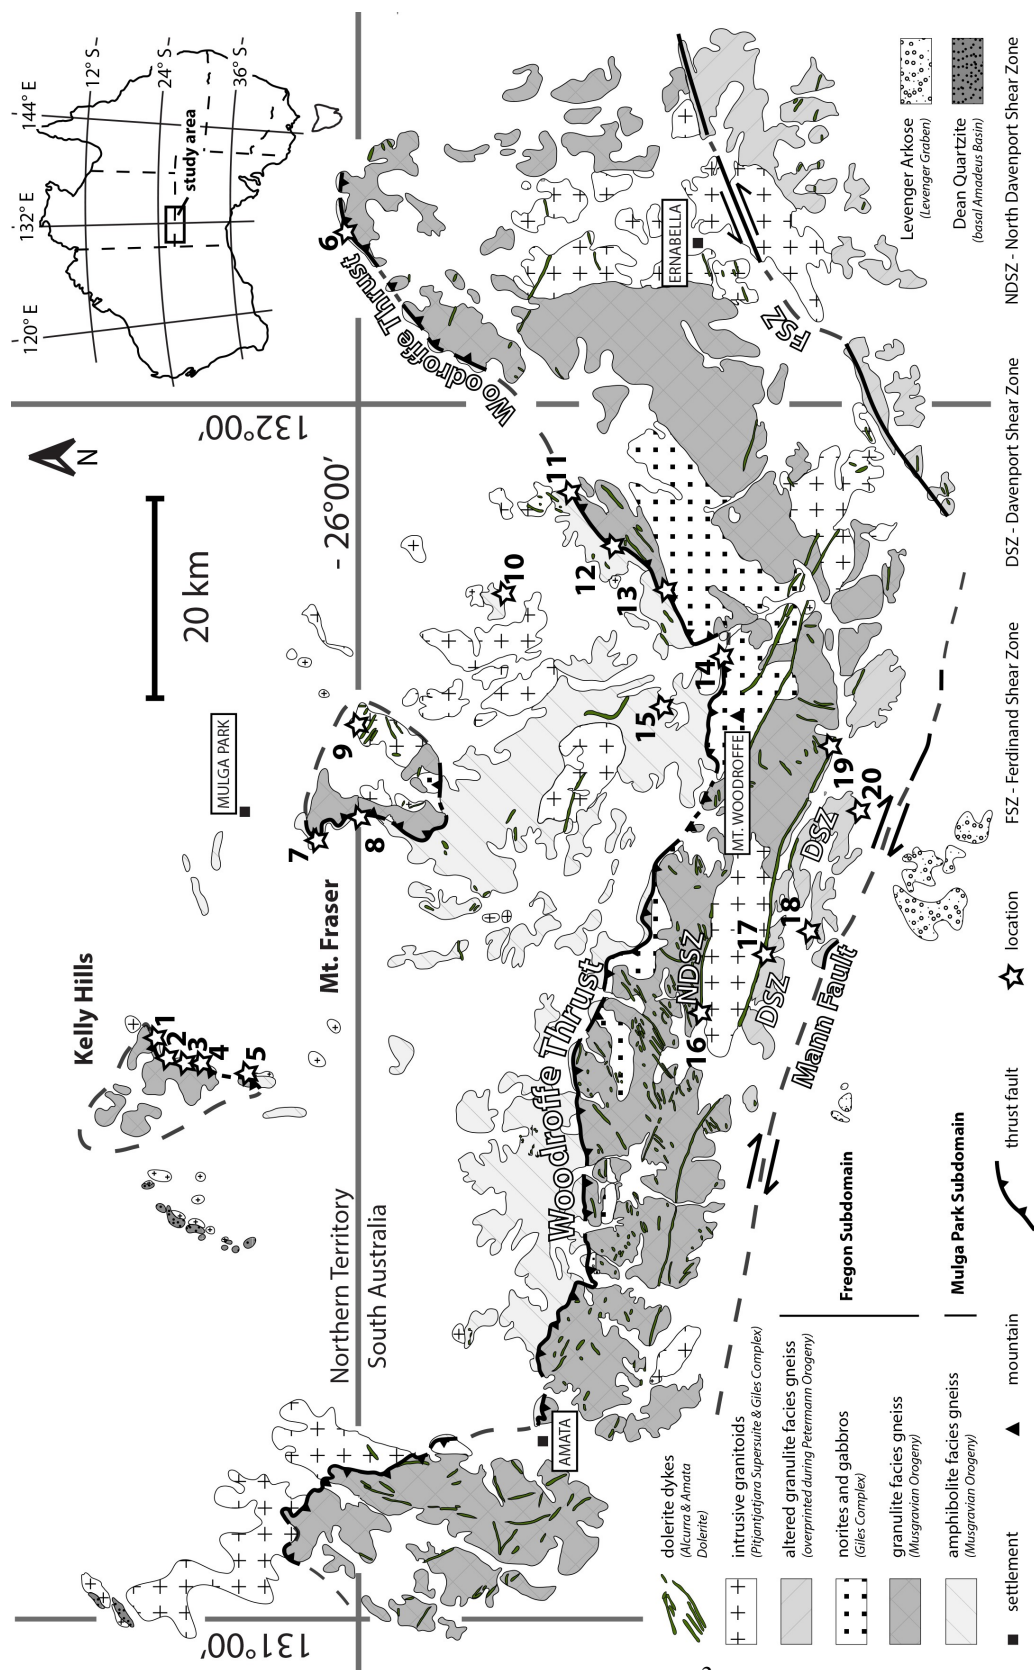 120° E
132° E
144° E
12° S
24° S
36° S
study area
N
20 km
131°00'
132°00'
- 26°00'
Northern Territory
South Australia
Kelly Hills
Mt. Fraser
MULGA PARK
AMATA
MT. WOODROFFE
ERNABELLA
Woodroffe Thrust
Woodroffe Thrust
Mann Fault
NDSZ
DSZ
DSZ
FSZ
1
2
3
4
5
6
7
8
9
10
11
12
13
14
15
16
17
18
19
20
dolerite dykes
(Alcurra & Amata
Dolerite)
intrusive granitoids
(Pitjantjatjara Supersuite & Giles Complex)
altered granulite facies gneiss
(overprinted during Petermann Orogeny)
norites and gabbros
(Giles Complex)
granulite facies gneiss
(Musgravian Orogeny)
amphibolite facies gneiss
(Musgravian Orogeny)
Fregon Subdomain
Mulga Park Subdomain
Levenger Arkose
(Levenger Graben)
Dean Quartzite
(basal Amadeus Basin)
settlement
mountain
thrust fault
location
FSZ - Ferdinand Shear Zone
DSZ - Davenport Shear Zone
NDSZ - North Davenport Shear Zone